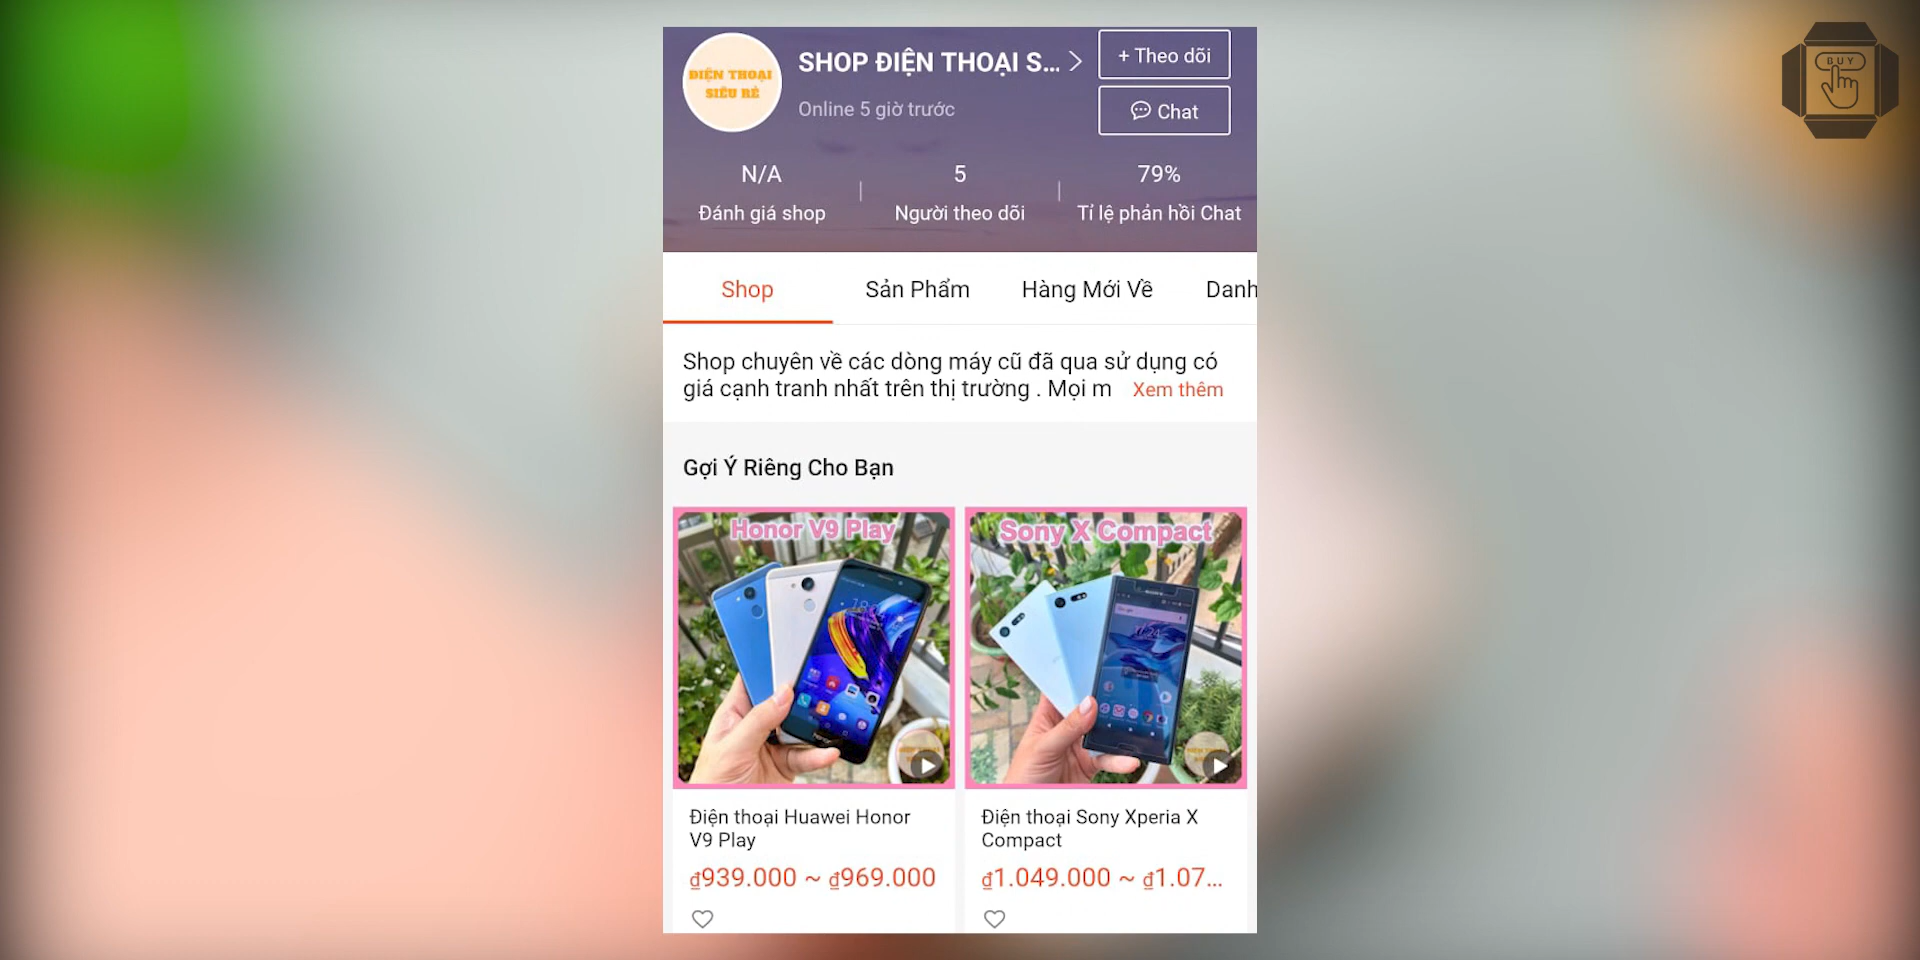 ĐIỆN THOẠI
SIÊU RẺ
SHOP ĐIỆN THOẠI S...
Online 5 giờ trước
+ Theo dõi
Chat
N/A
Đánh giá shop
5
Người theo dõi
79%
Tỉ lệ phản hồi Chat
BUY
Shop
Sản Phẩm
Hàng Mới Về
Danh
Shop chuyên về các dòng máy cũ đã qua sử dụng có
giá cạnh tranh nhất trên thị trường . Mọi m Xem thêm
Gợi Ý Riêng Cho Bạn
Honor V9 Play
Sony X Compact
Điện thoại Huawei Honor
V9 Play
₫939.000 ~ ₫969.000
Điện thoại Sony Xperia X
Compact
₫1.049.000 ~ ₫1.07...